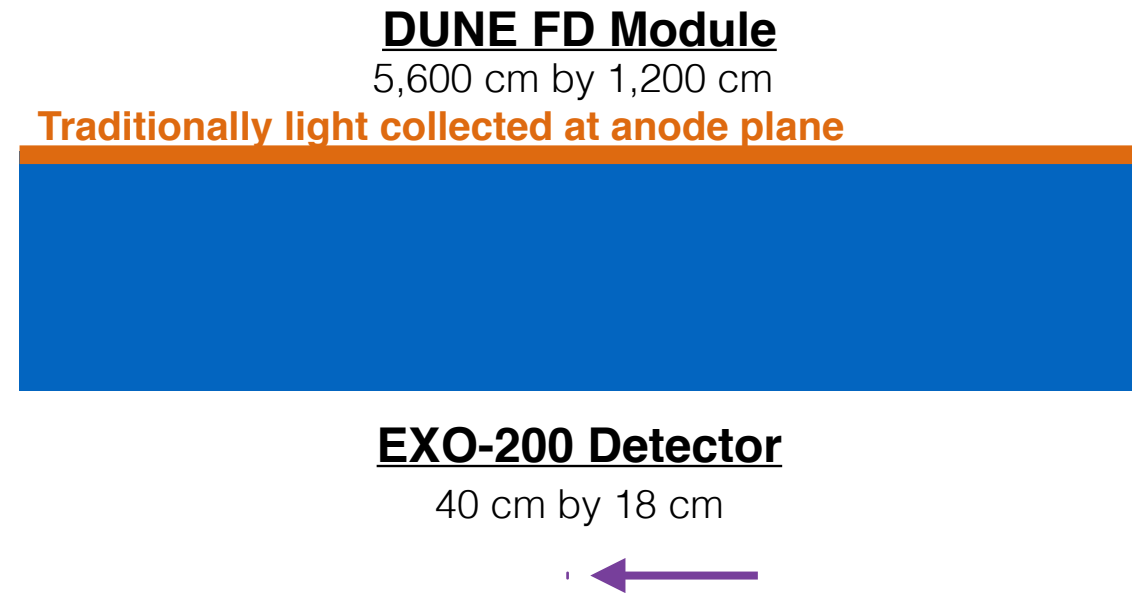 DUNE FD Module
5,600 cm by 1,200 cm
Traditionally light collected at anode plane
EXO-200 Detector
40 cm by 18 cm